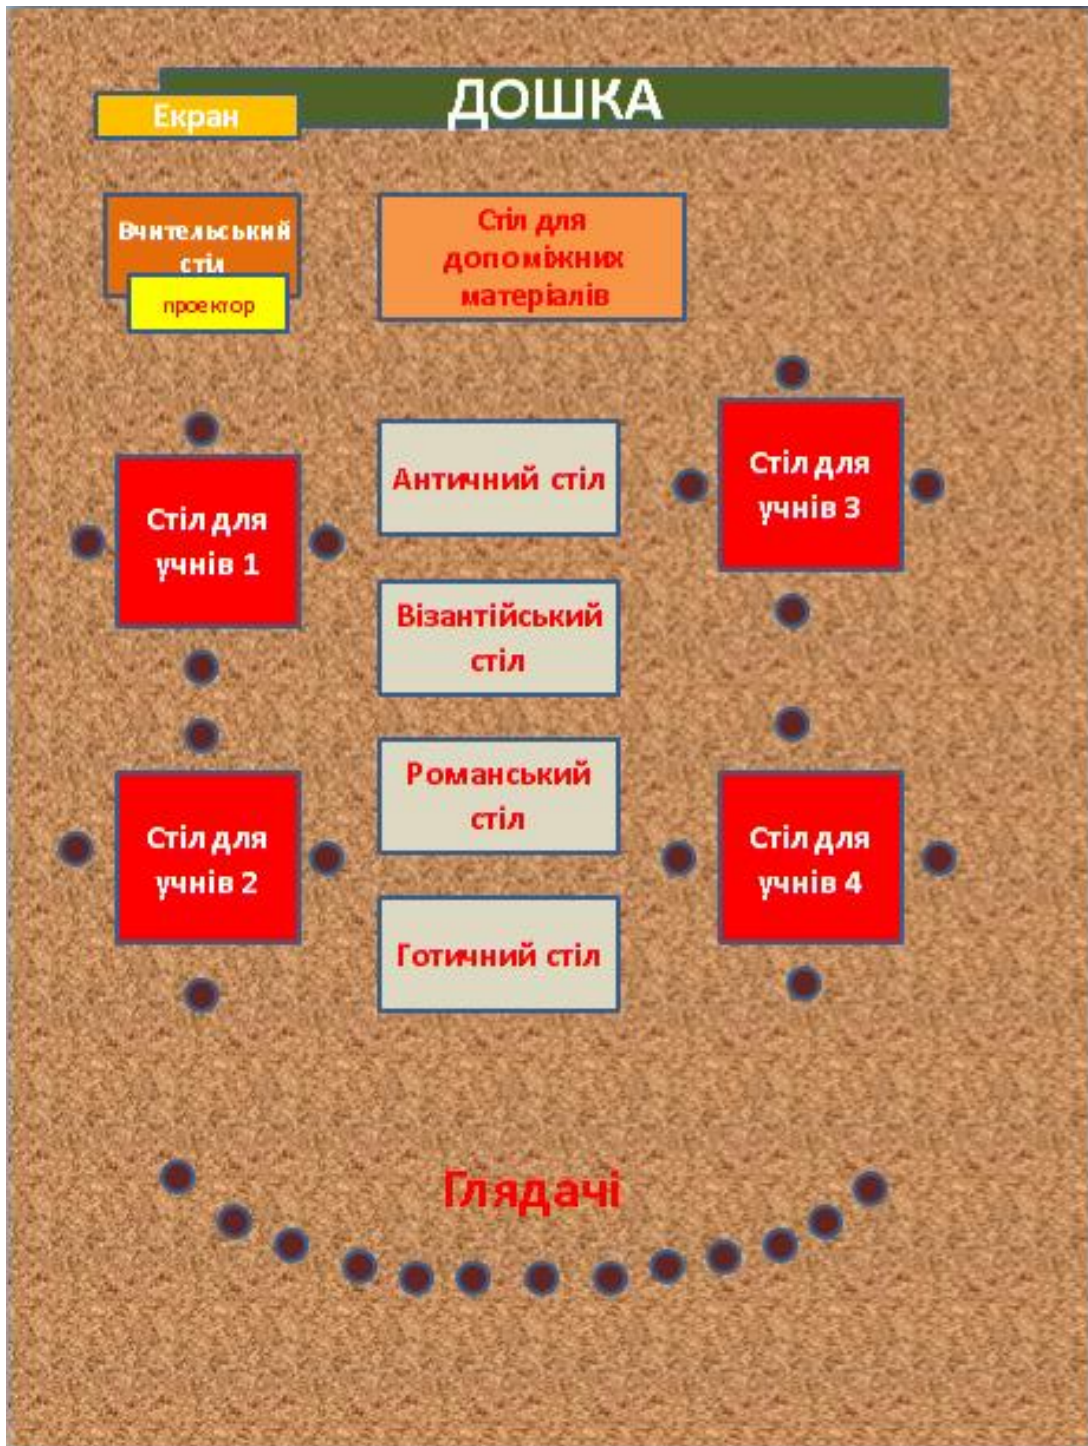 ДОШКА
Екран
Вчительський
стіл
проектор
Стіл для
допоміжних
матеріалів
Стіл для
учнів 1
Античний стіл
Стіл для
учнів 3
Візантійський
стіл
Романський
стіл
Стіл для
учнів 2
Стіл для
учнів 4
Готичний стіл
Глядачі